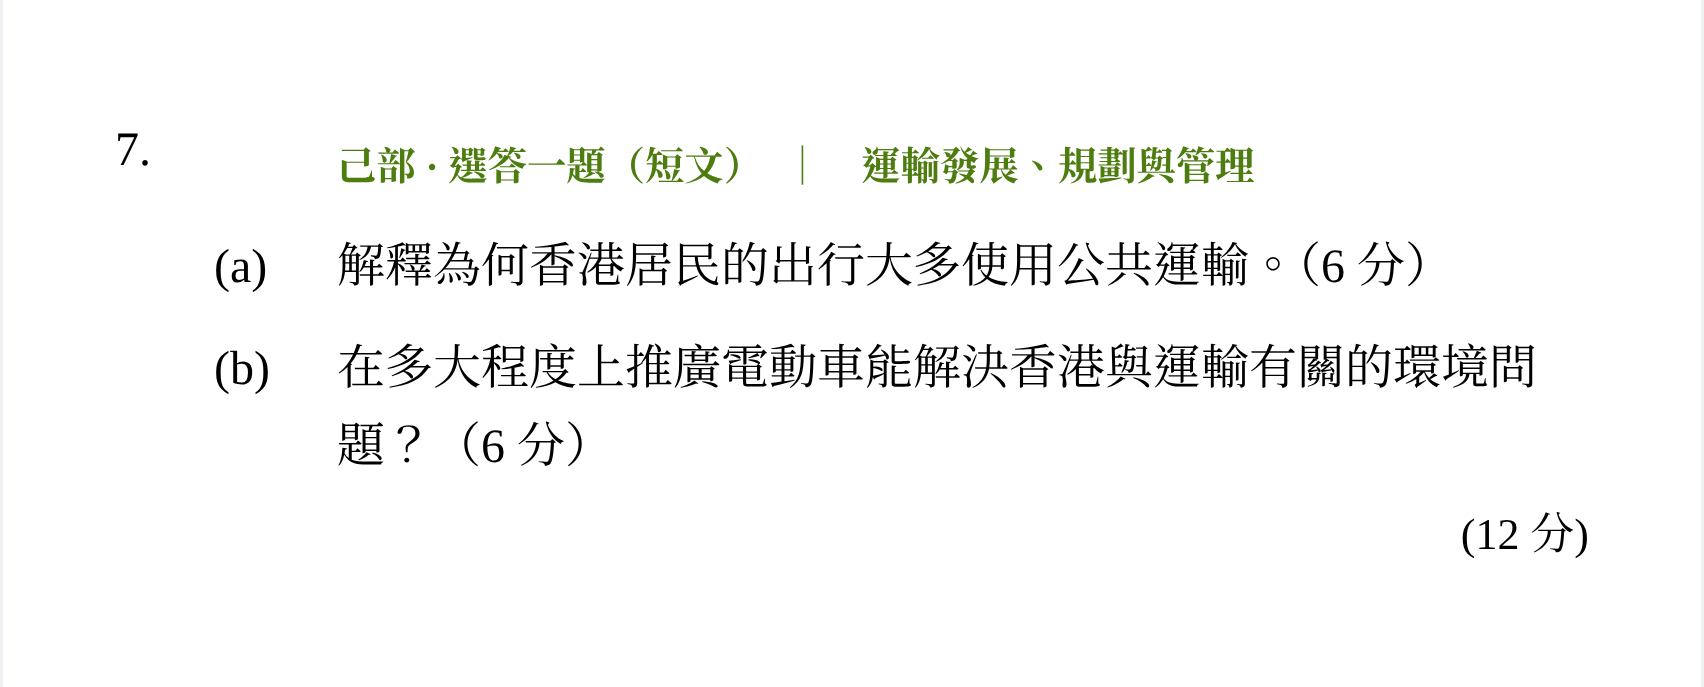 7.
己部 · 選答一題（短文） ｜ 運輸發展、規劃與管理
(a) 解釋為何香港居民的出行大多使用公共運輸。（6 分）
(b) 在多大程度上推廣電動車能解決香港與運輸有關的環境問
題？（6 分）
(12 分)